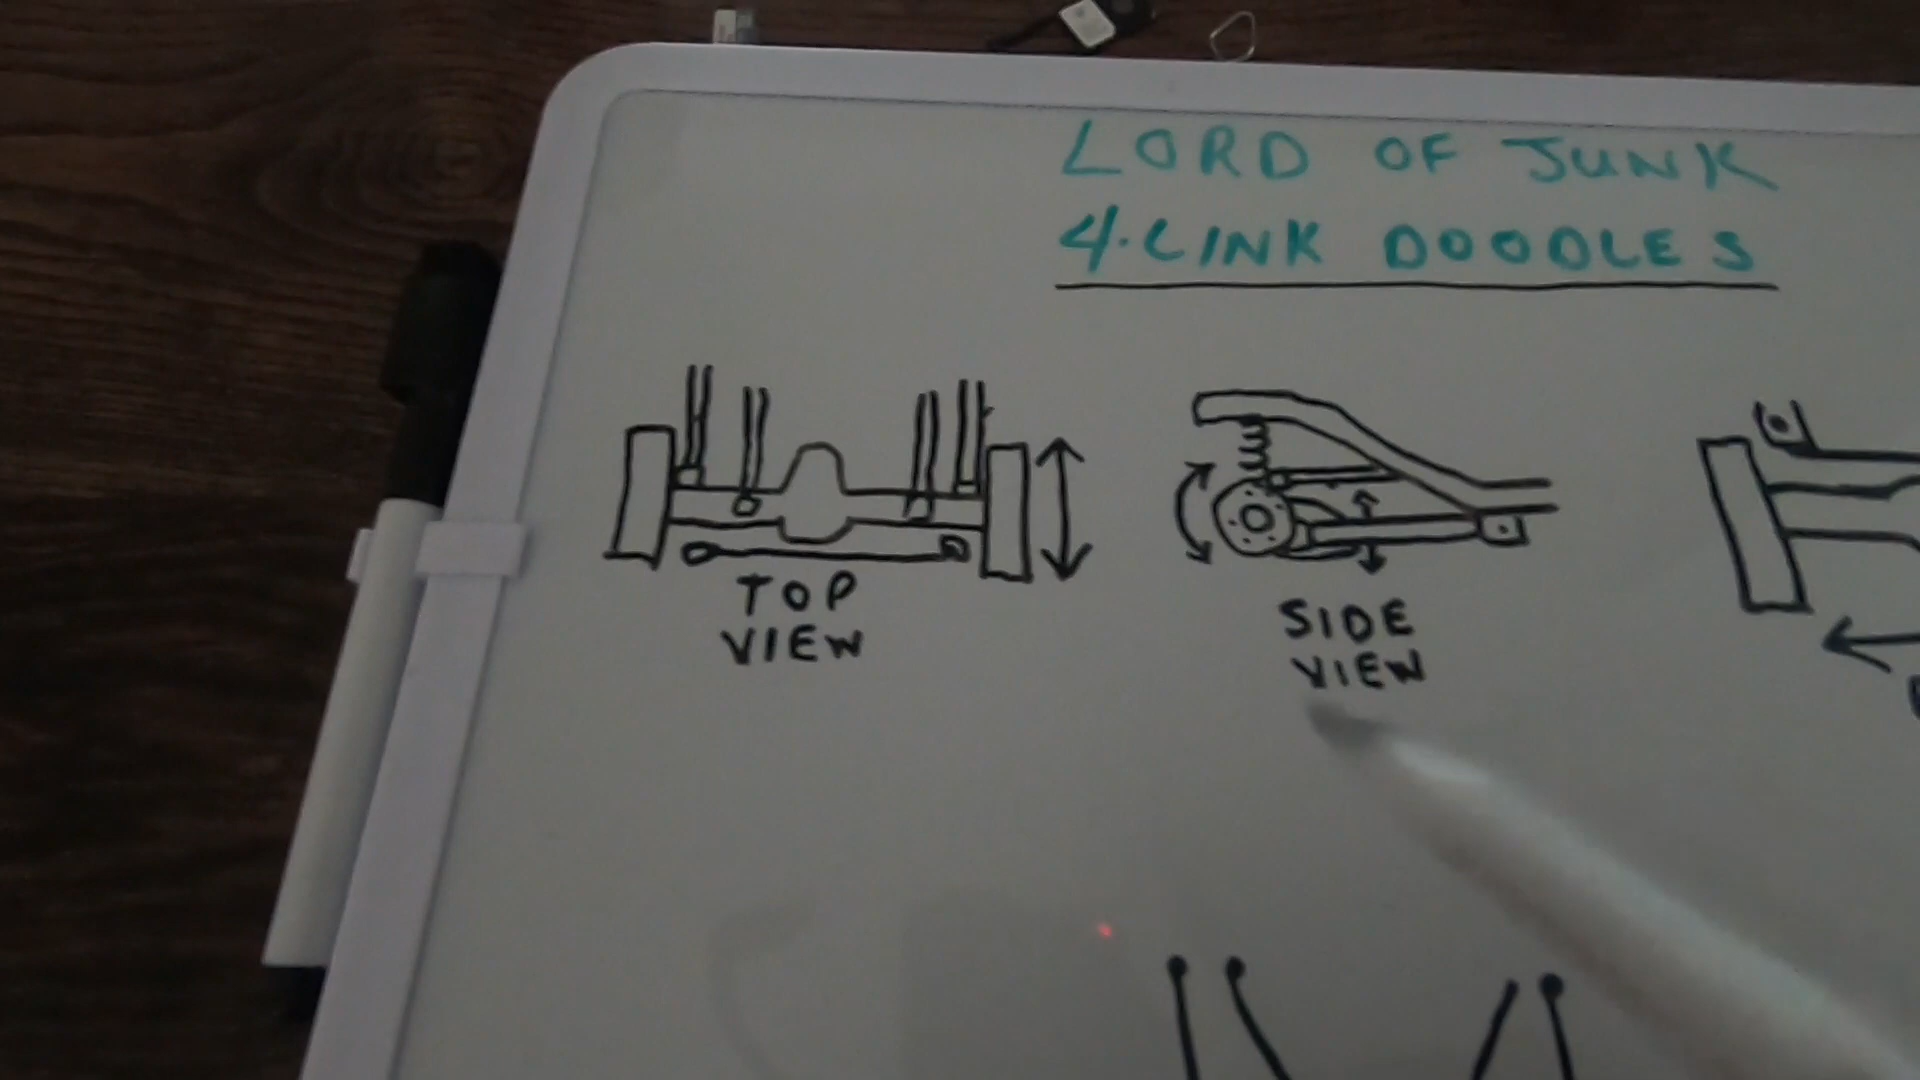 LORD OF JUNK
4.LINK DOODLES
TOP
VIEW
SIDE
VIEW